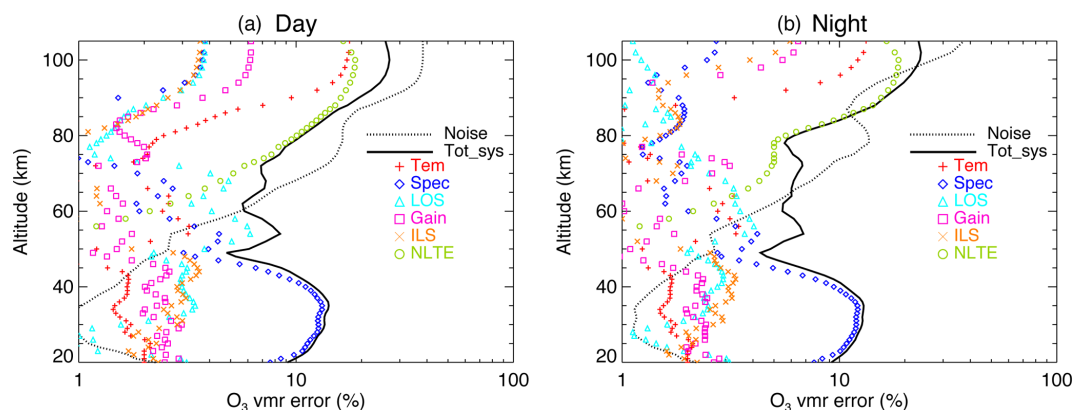 (a) Day
(b) Night
100
80
60
40
20
Altitude (km)
Noise
Tot_sys
Tem
Spec
LOS
Gain
ILS
NLTE
1
10
100
O3 vmr error (%)
100
80
60
40
20
Altitude (km)
Noise
Tot_sys
Tem
Spec
LOS
Gain
ILS
NLTE
1
10
100
O3 vmr error (%)